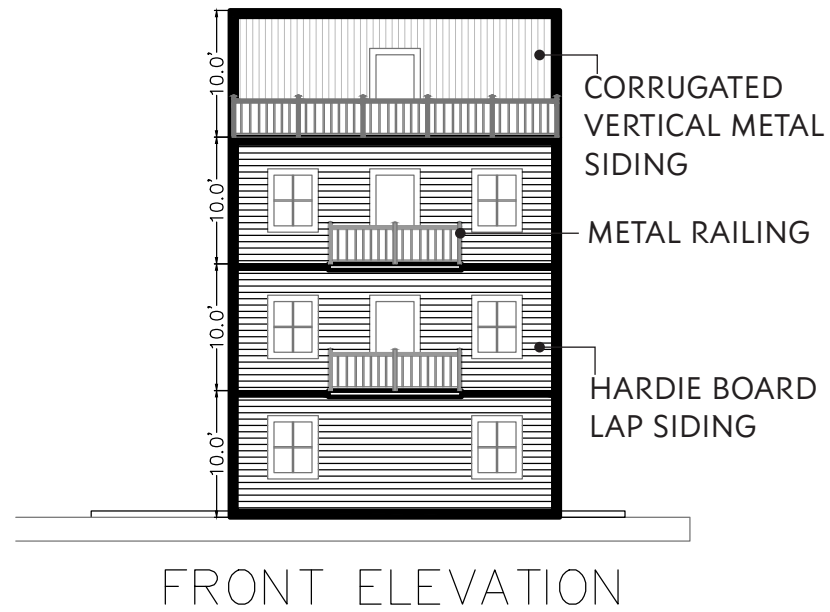 10.0'
CORRUGATED
VERTICAL METAL
SIDING
10.0'
METAL RAILING
10.0'
HARDIE BOARD
LAP SIDING
10.0'
FRONT ELEVATION